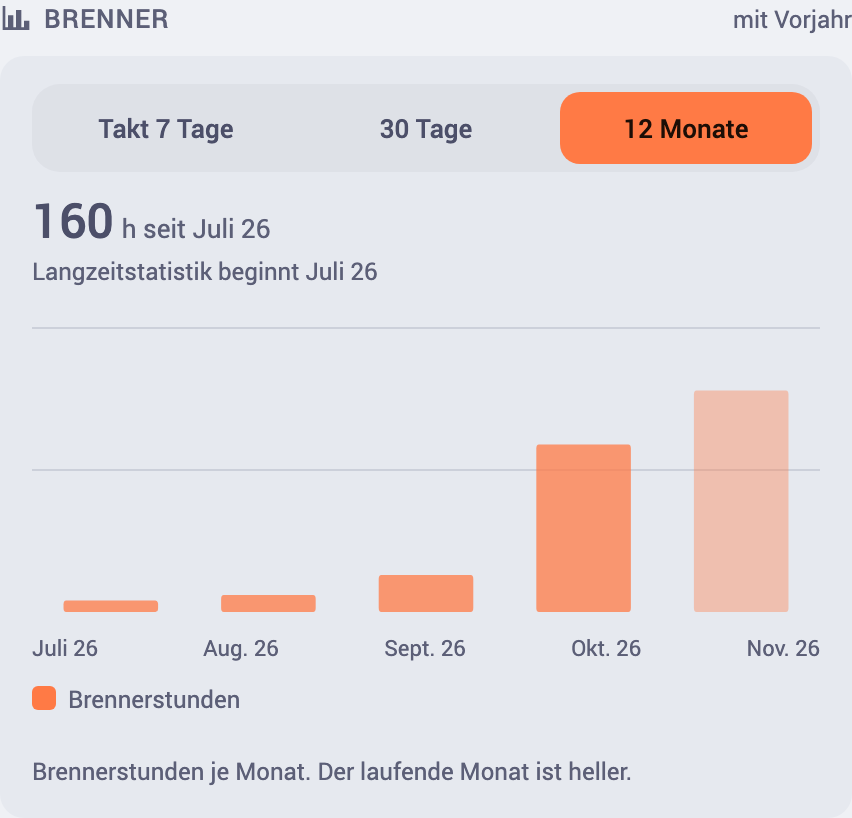 BRENNER
mit Vorjahr
Takt 7 Tage
30 Tage
12 Monate
160 h seit Juli 26
Langzeitstatistik beginnt Juli 26
Juli 26
Aug. 26
Sept. 26
Okt. 26
Nov. 26
Brennerstunden
Brennerstunden je Monat. Der laufende Monat ist heller.